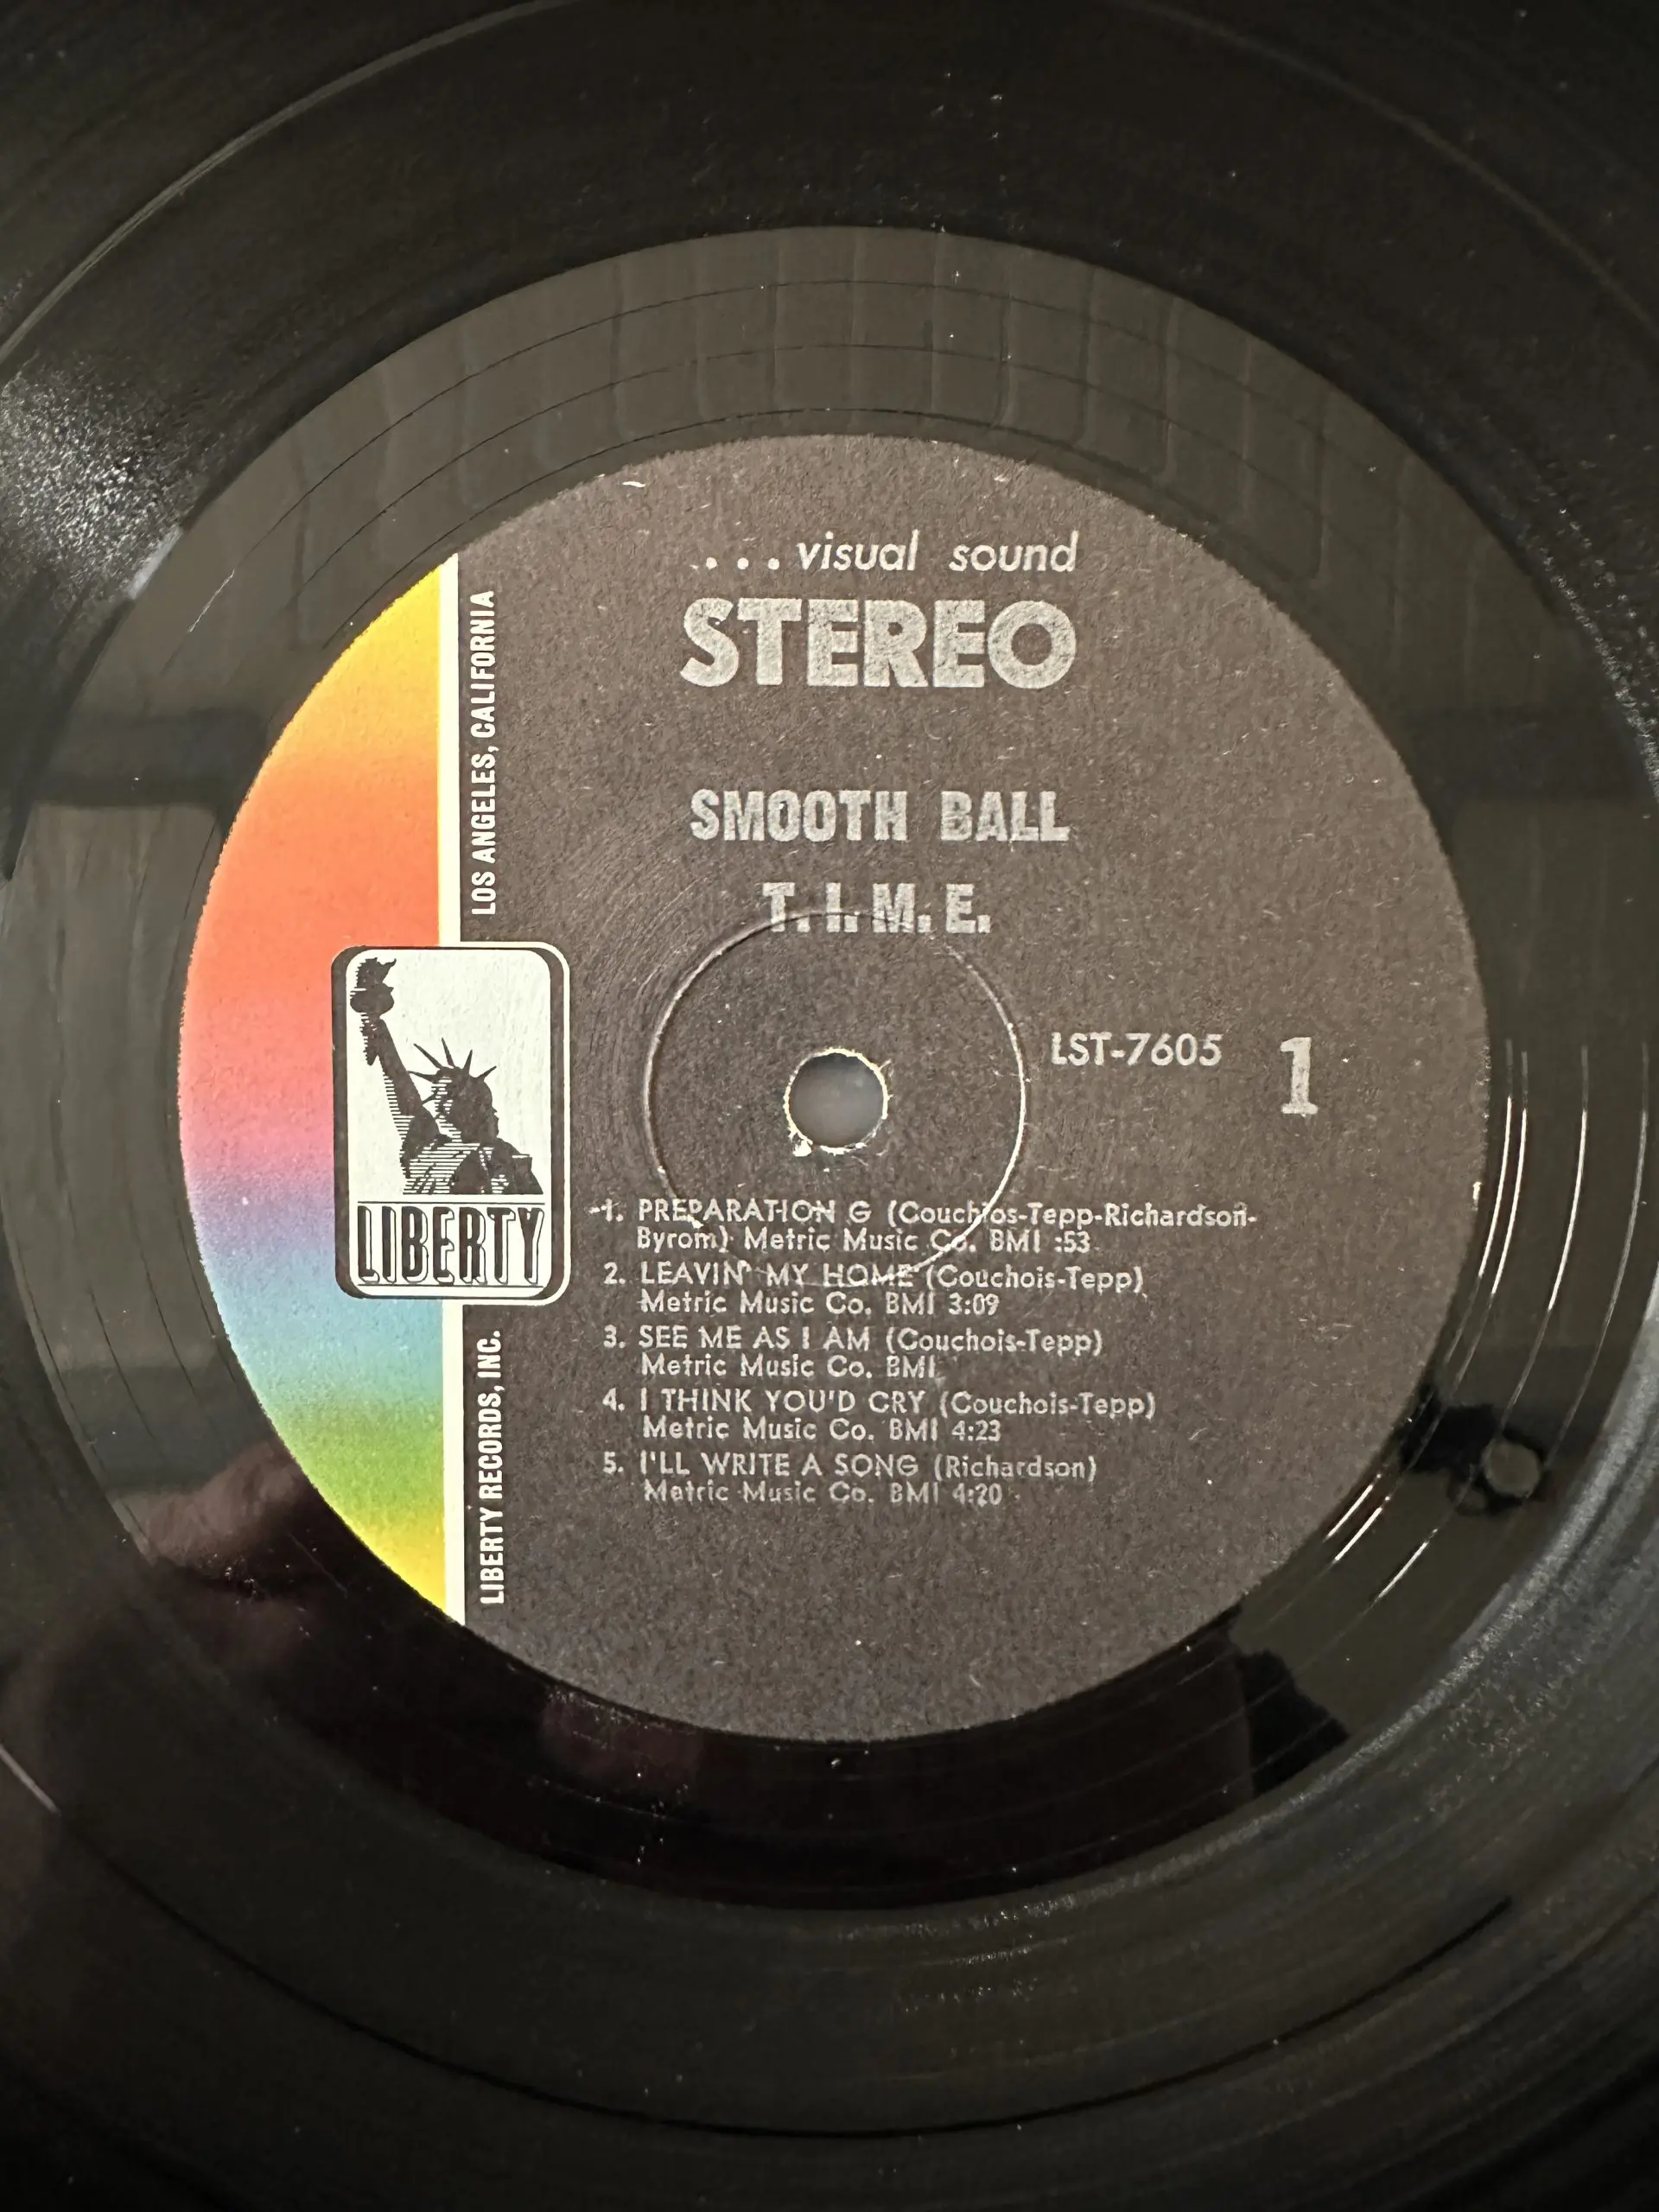 . . . visual sound
STEREO
SMOOTH BALL
T.I.M.E.
LOS ANGELES, CALIFORNIA
LIBERTY
LIBERTY RECORDS, INC.
LST-7605
1
1. PREPARATION G (Couchios-Tepp-Richardson-
Byrom) Metric Music Co. BMI :53
2. LEAVIN' MY HOME (Couchois-Tepp)
Metric Music Co. BMI 3:09
3. SEE ME AS I AM (Couchois-Tepp)
Metric Music Co. BMI
4. I THINK YOU'D CRY (Couchois-Tepp)
Metric Music Co. BMI 4:23
5. I'LL WRITE A SONG (Richardson)
Metric Music Co. BMI 4:20